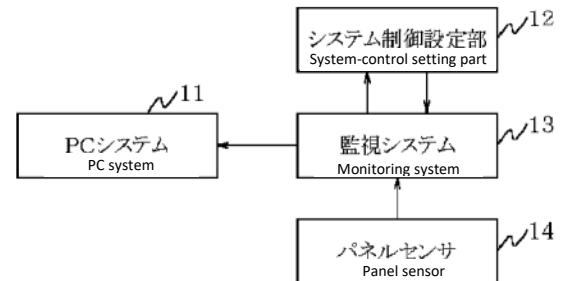 12
システム制御設定部
System-control setting part
11
PCシステム
PC system
13
監視システム
Monitoring system
14
パネルセンサ
Panel sensor